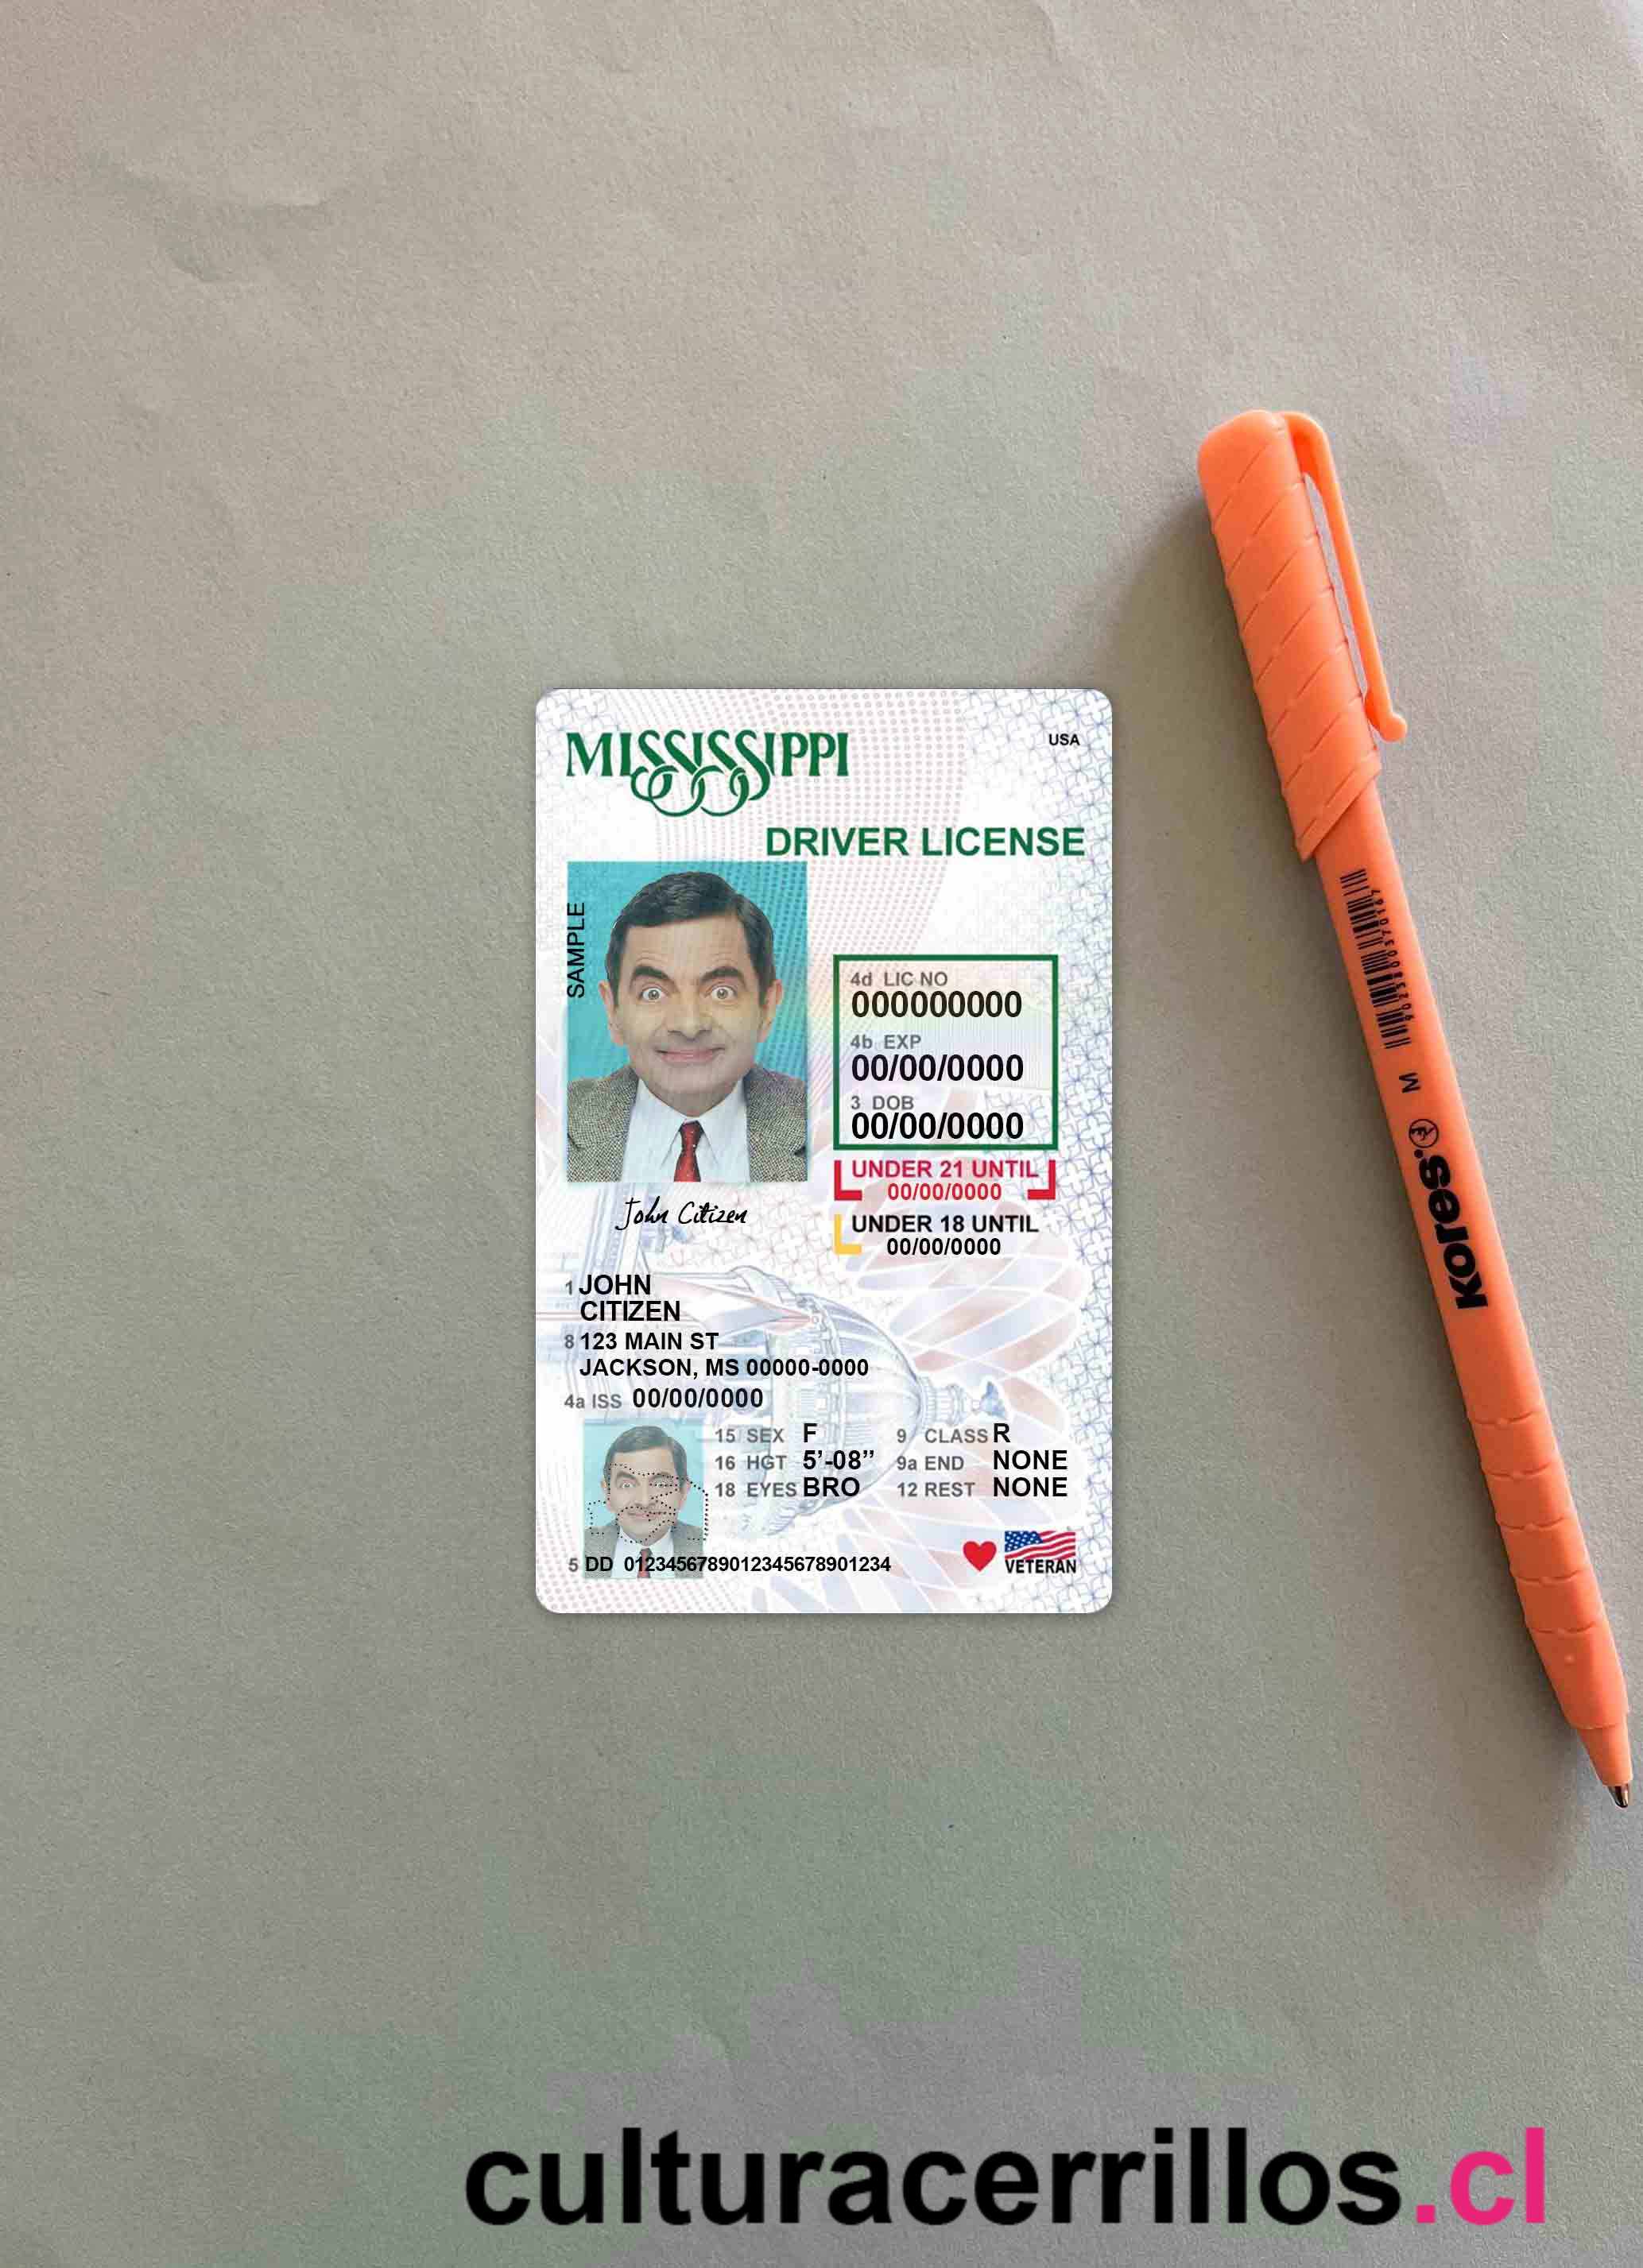 MISSISSIPPI
USA
DRIVER LICENSE
SAMPLE
4d LIC NO
000000000
4b EXP
00/00/0000
3 DOB
00/00/0000
UNDER 21 UNTIL
00/00/0000
UNDER 18 UNTIL
00/00/0000
John Citizen
1 JOHN
CITIZEN
8 123 MAIN ST
JACKSON, MS 00000-0000
4a ISS 00/00/0000
15 SEX F 9 CLASS R
16 HGT 5'-08” 9a END NONE
18 EYES BRO 12 REST NONE
5 DD 0123456789012345678901234
VETERAN
M
Kores
culturacerrillos.cl